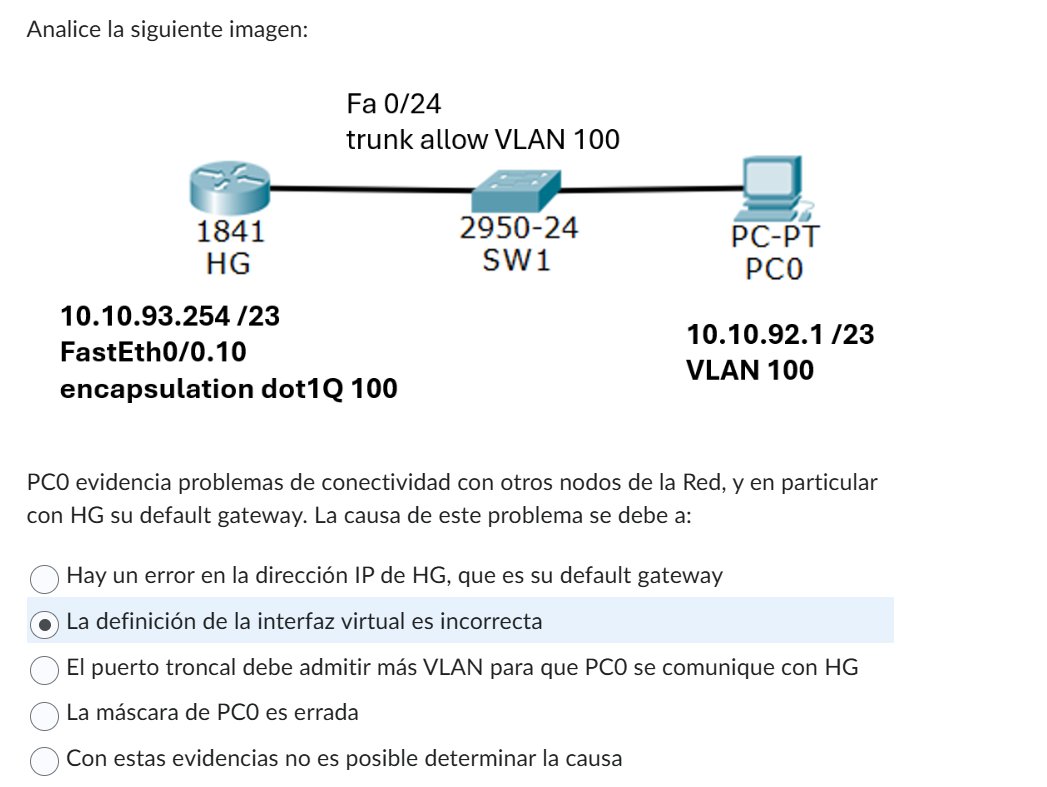 Analice la siguiente imagen:
Fa 0/24
trunk allow VLAN 100
1841
HG
2950-24
SW1
PC-PT
PC0
10.10.93.254 /23
FastEth0/0.10
encapsulation dot1Q 100
10.10.92.1 /23
VLAN 100
PC0 evidencia problemas de conectividad con otros nodos de la Red, y en particular
con HG su default gateway. La causa de este problema se debe a:
Hay un error en la dirección IP de HG, que es su default gateway
La definición de la interfaz virtual es incorrecta
El puerto troncal debe admitir más VLAN para que PC0 se comunique con HG
La máscara de PC0 es errada
Con estas evidencias no es posible determinar la causa